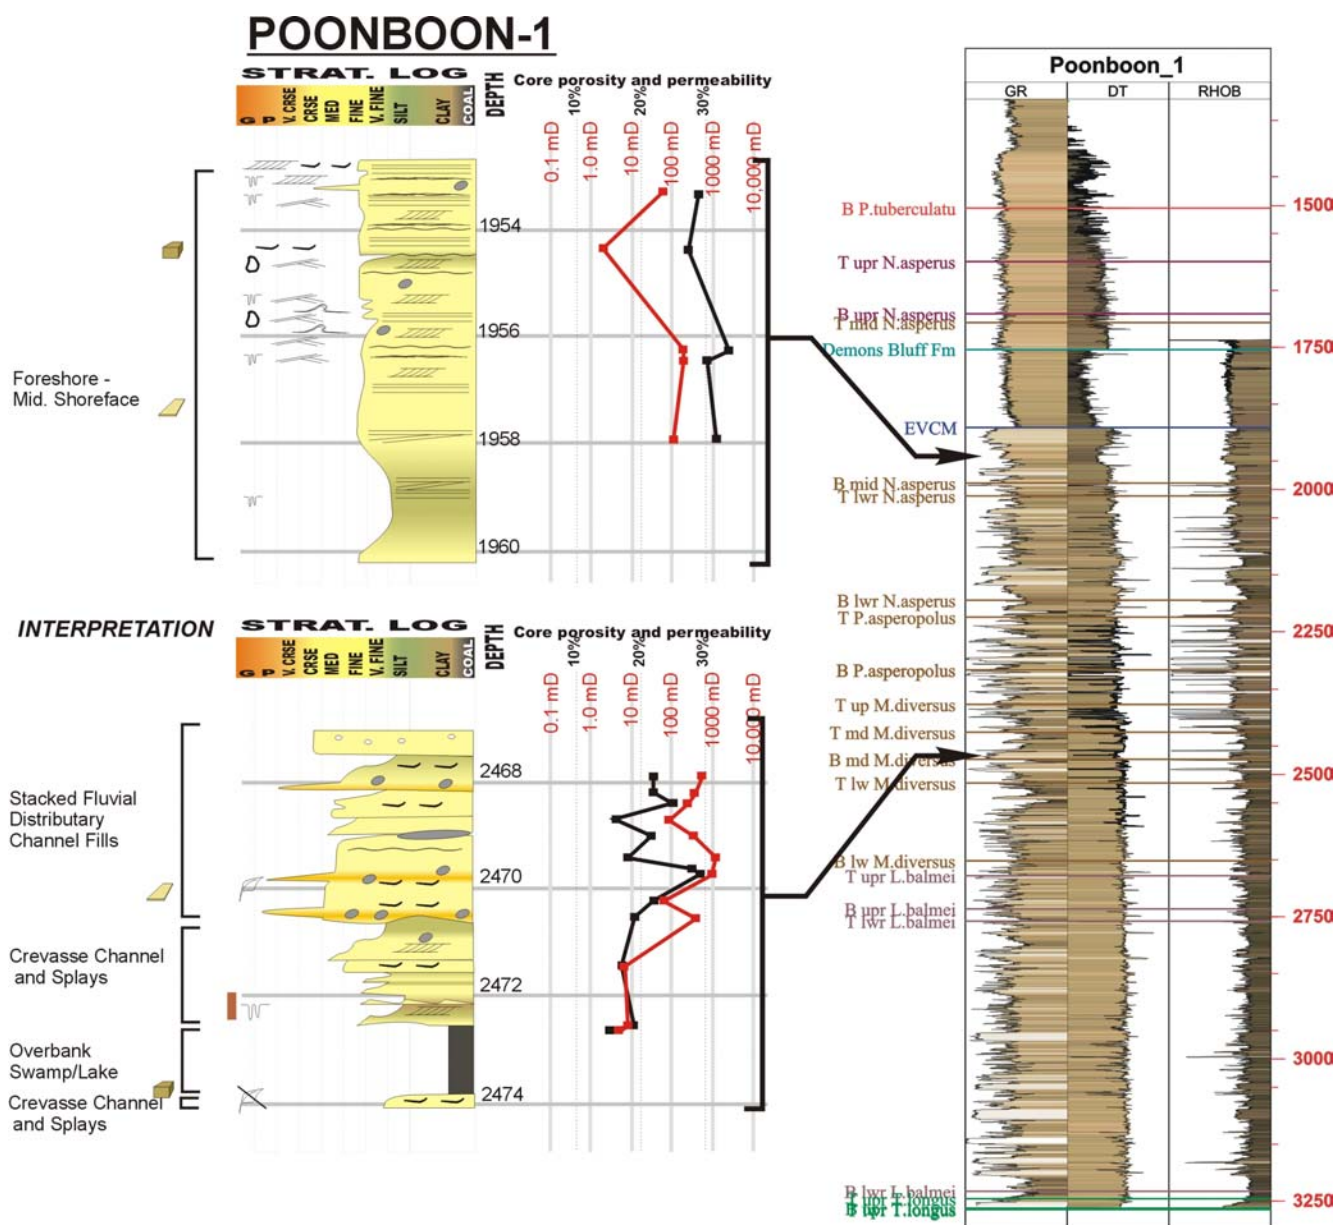 POONBOON-1
STRAT. LOG
G P V. CRSE CRSE MED FINE V. FINE SILT CLAY COAL
DEPTH
Core porosity and permeability
10% 20% 30%
0.1 mD 1.0 mD 10 mD 100 mD 1000 mD 10,000 mD
1954
1956
1958
1960
Foreshore -
Mid. Shoreface
INTERPRETATION
STRAT. LOG
G P V. CRSE CRSE MED FINE V. FINE SILT CLAY COAL
DEPTH
Core porosity and permeability
10% 20% 30%
0.1 mD 1.0 mD 10 mD 100 mD 1000 mD 10,000 mD
2468
2470
2472
2474
Stacked Fluvial
Distributary
Channel Fills
Crevasse Channel
and Splays
Overbank
Swamp/Lake
Crevasse Channel
and Splays
Poonboon_1
GR DT RHOB
B P.tuberculatu
T upr N.asperus
B upr N.asperus
T mid N.asperus
Demons Bluff Fm
EVCM
B mid N.asperus
T lwr N.asperus
B lwr N.asperus
T P.asperopolus
B P.asperopolus
T up M.diversus
T md M.diversus
B md M.diversus
T lw M.diversus
B lw M.diversus
T upr L.balmei
B upr L.balmei
T lwr L.balmei
B lwr L.balmei
T upr T.longus
1500
1750
2000
2250
2500
2750
3000
3250